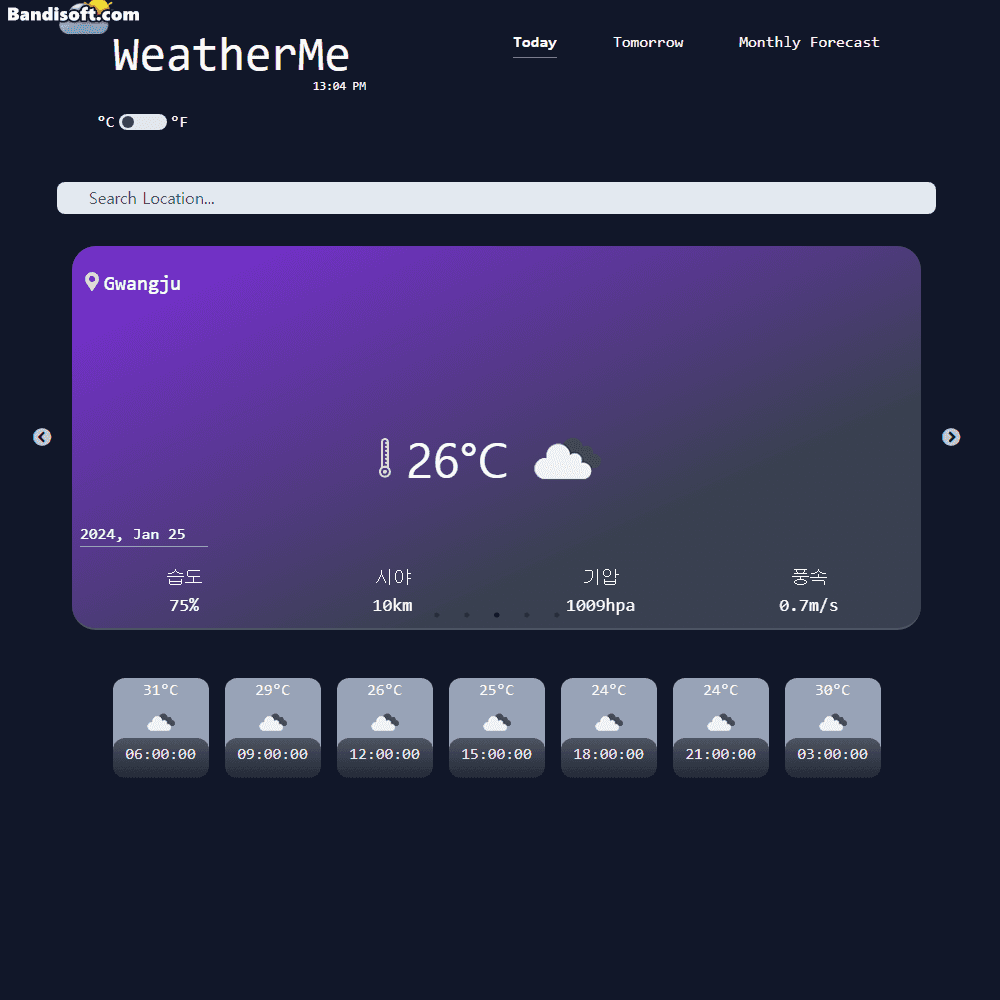 Bandisoft.com
WeatherMe
13:04 PM
Today Tomorrow Monthly Forecast
°C °F
Search Location...
Gwangju
26°C
2024, Jan 25
습도 시야 기압 풍속
75% 10km 1009hpa 0.7m/s
31°C 29°C 26°C 25°C 24°C 24°C 30°C
06:00:00 09:00:00 12:00:00 15:00:00 18:00:00 21:00:00 03:00:00